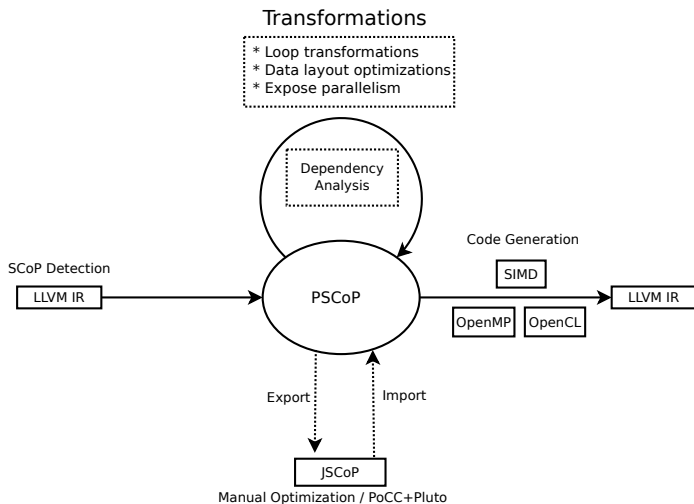 Transformations
* Loop transformations
* Data layout optimizations
* Expose parallelism
Dependency
Analysis
Code Generation
SCoP Detection
SIMD
LLVM IR
PSCoP
LLVM IR
OpenMP
OpenCL
Export
Import
JSCoP
Manual Optimization / PoCC+Pluto